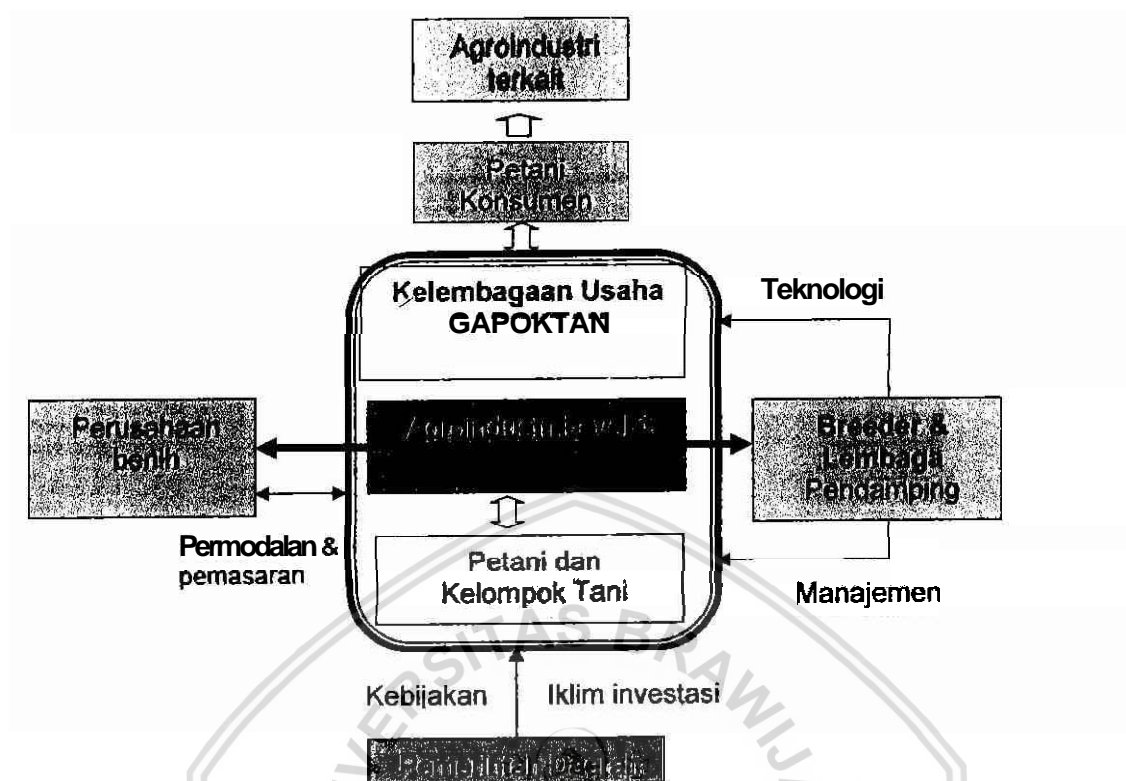 Agroindustri
terkait
Petani
Konsumen
Kelembagaan Usaha
GAPOKTAN
Teknologi
Perusahaan
benih
Breeder &
Lembaga
Pendamping
Permodalan &
pemasaran
Petani dan
Kelompok Tani
Manajemen
Kebijakan Iklim investasi